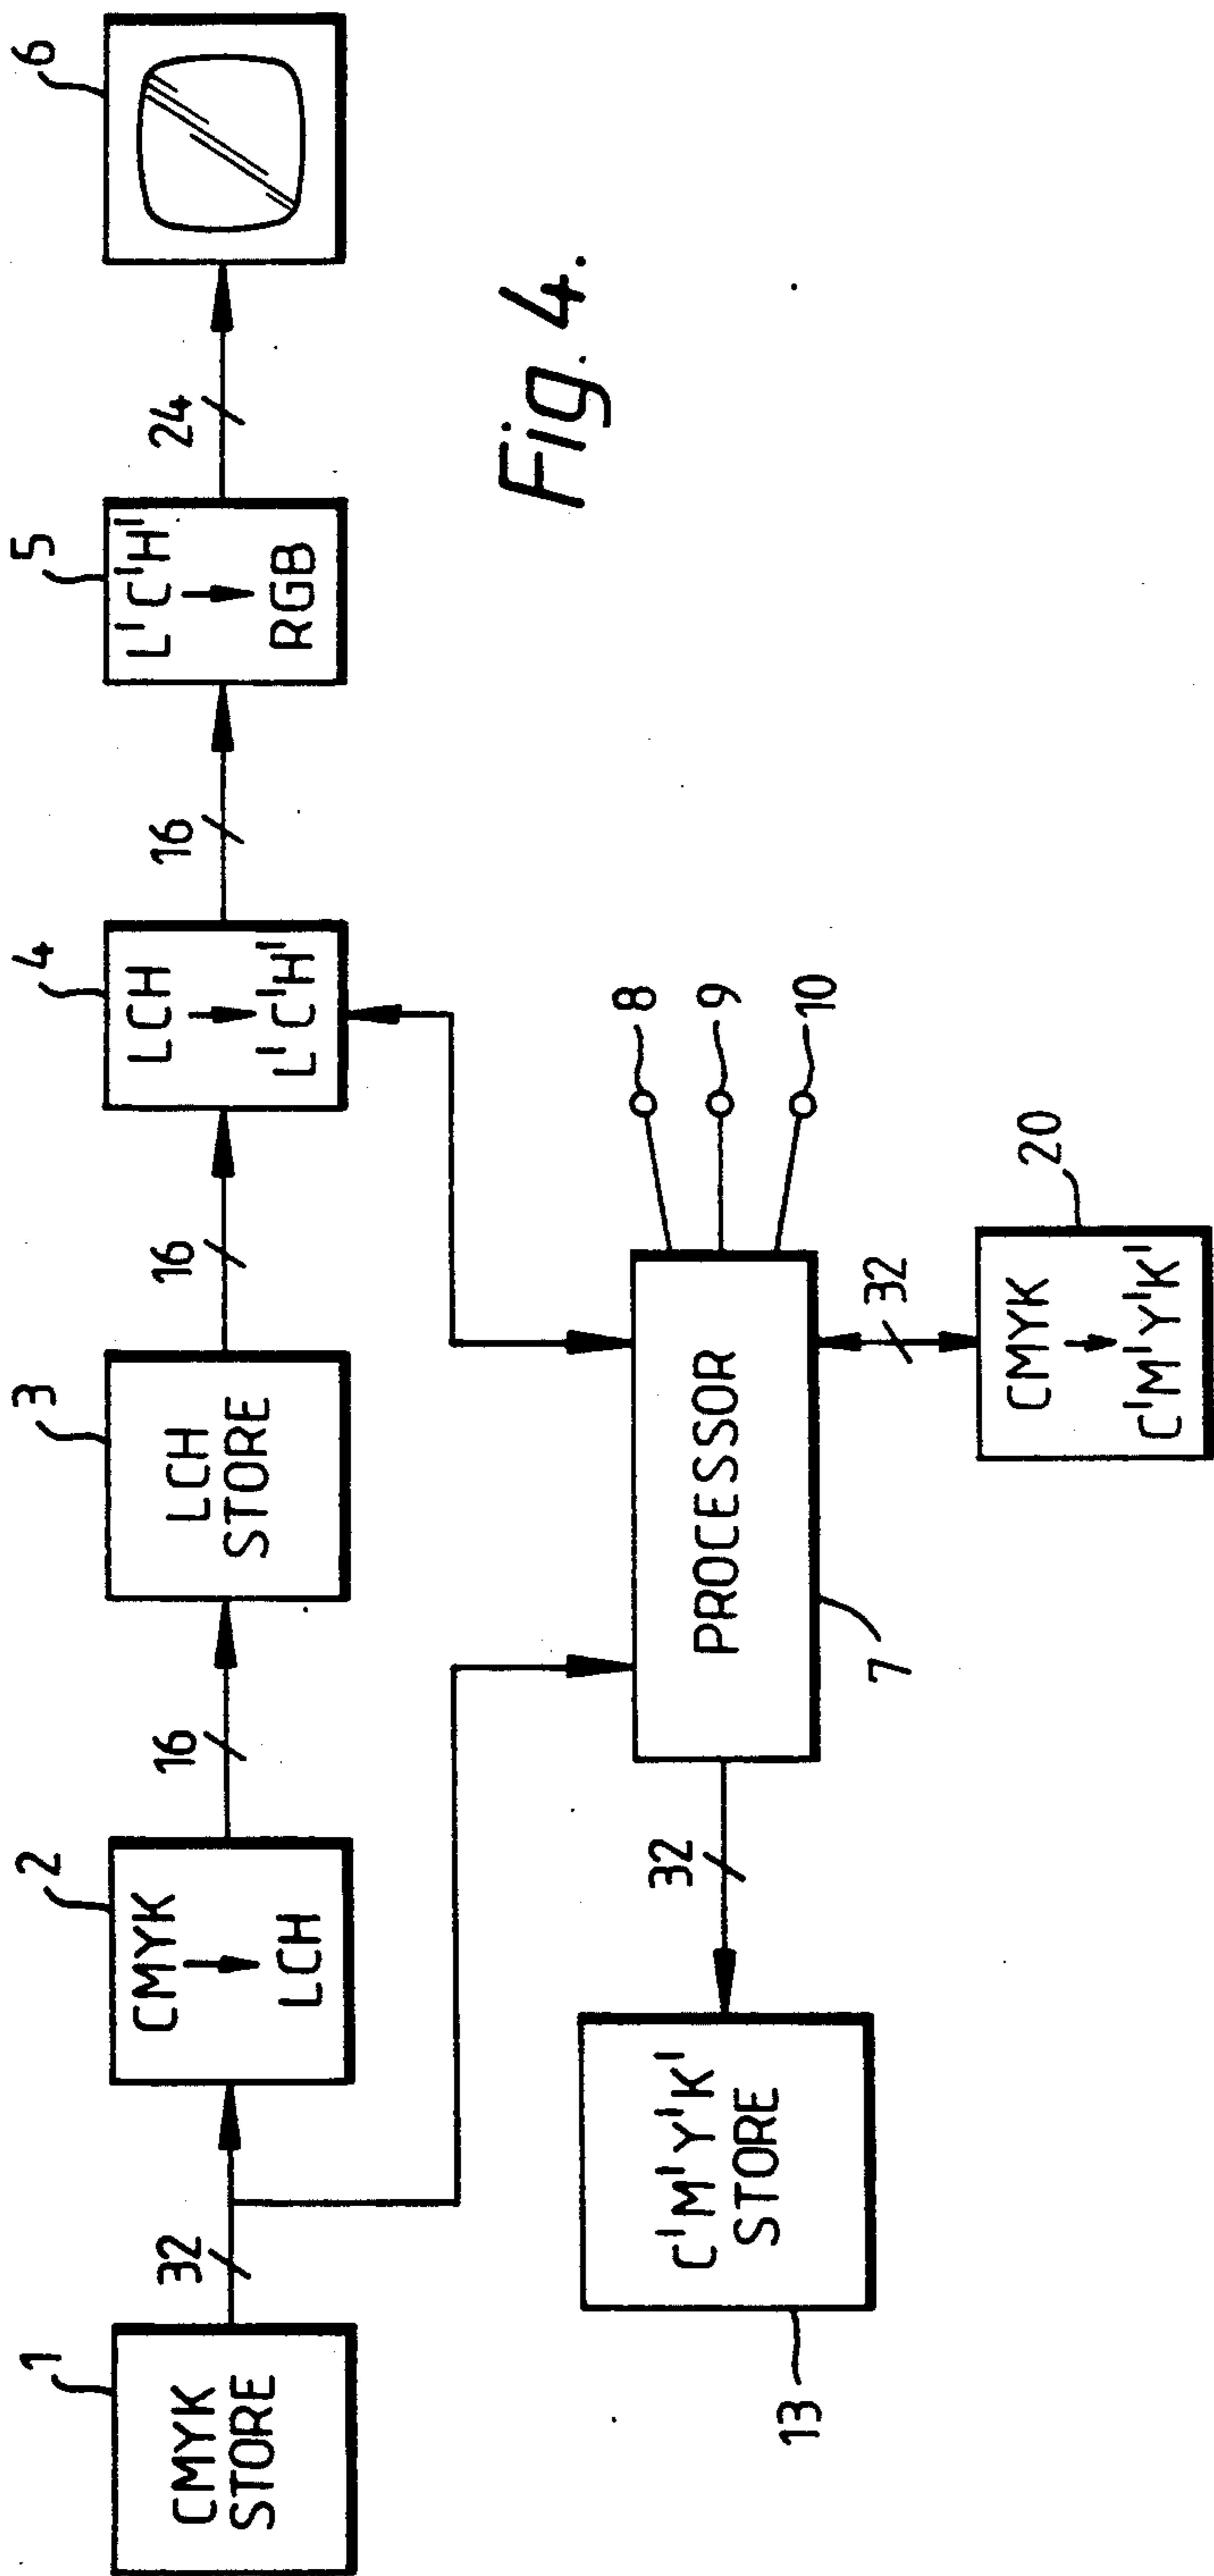 1
CMYK
STORE
32
2
CMYK
LCH
16
3
LCH
STORE
16
4
LCH
L'C'H'
16
5
L'C'H'
RGB
24
6
C'M'Y'K'
STORE
13
32
PROCESSOR
7
8
9
10
32
20
CMYK
C'M'Y'K'
Fig. 4.